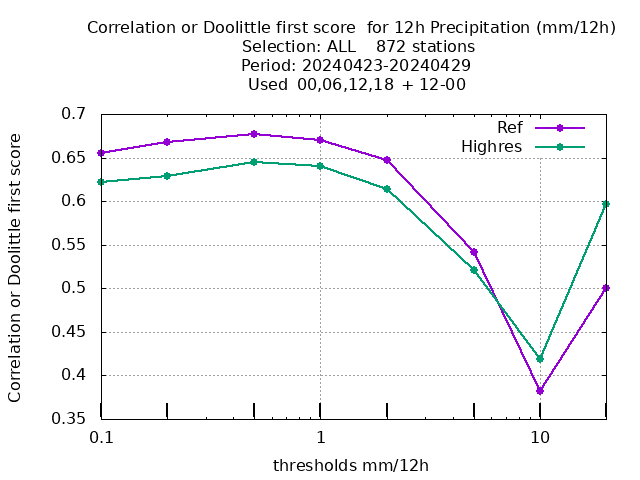 Correlation or Doolittle first score  for 12h Precipitation (mm/12h)
Selection: ALL    872 stations
Period: 20240423-20240429
Used  00,06,12,18  + 12-00
0.7
0.65
0.6
0.55
0.5
0.45
0.4
0.35
Correlation or Doolittle first score
Ref
Highres
0.1 1 10
thresholds mm/12h